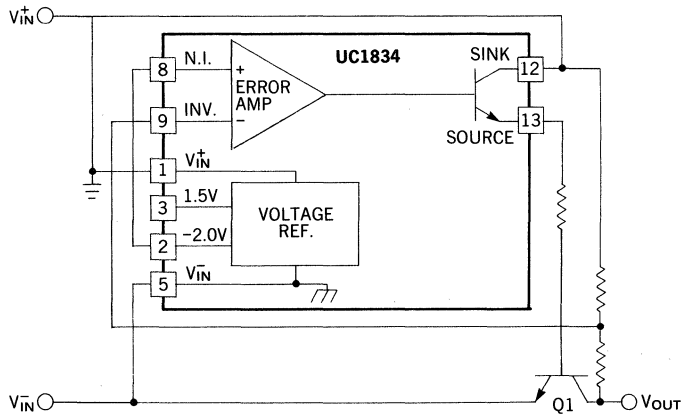 V+IN
UC1834
SINK
12
8
N.I.
+
ERROR
AMP
9
INV.
−
13
SOURCE
1
V+IN
3
1.5V
VOLTAGE
REF.
2
−2.0V
5
V−IN
V−IN
Q1
VOUT